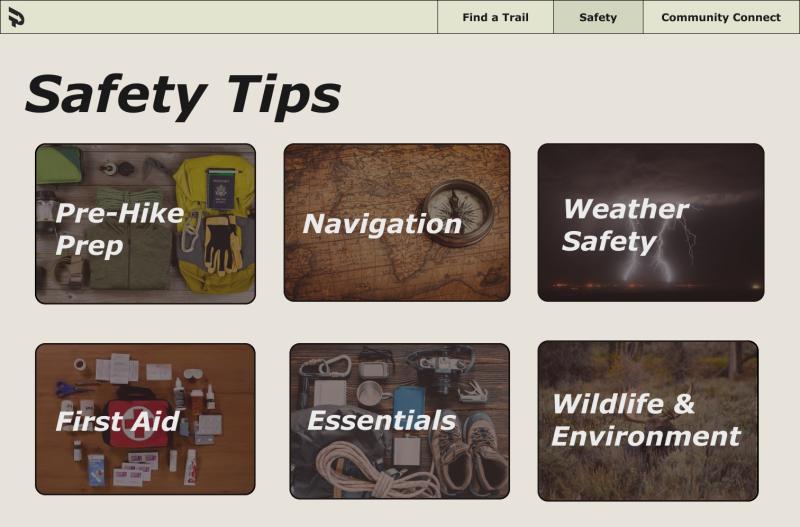 Find a Trail
Safety
Community Connect
Safety Tips
Pre-Hike
Prep
Navigation
Weather
Safety
First Aid
Essentials
Wildlife &
Environment